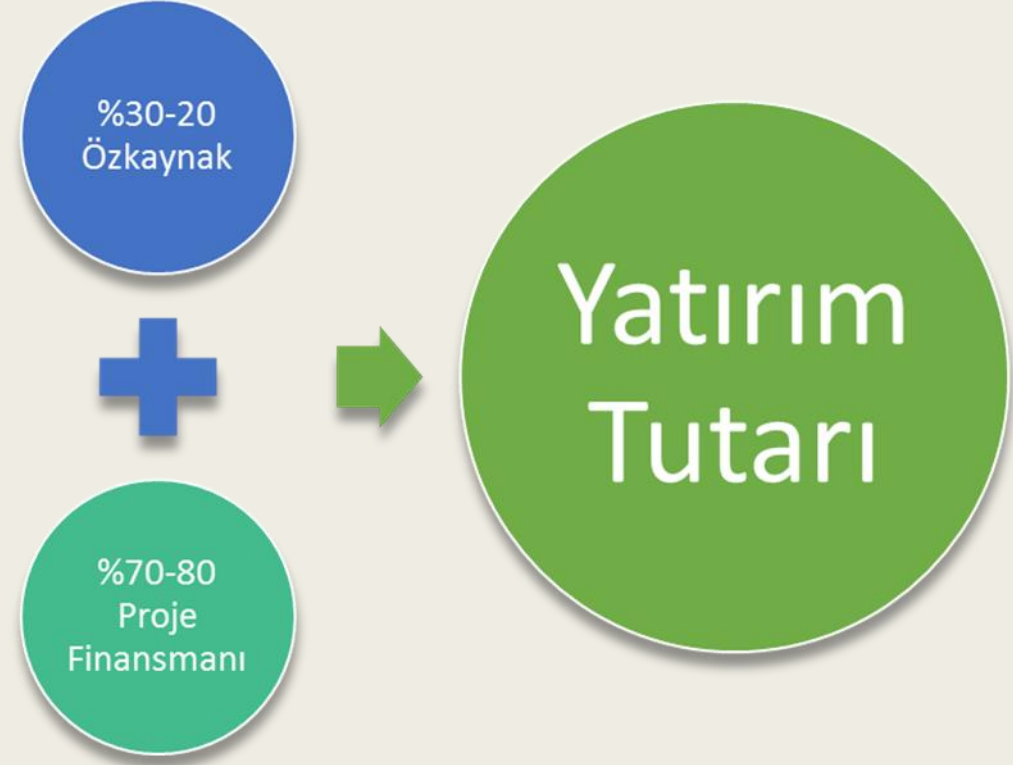 %30-20
Özkaynak
%70-80
Proje
Finansmanı
Yatırım
Tutarı